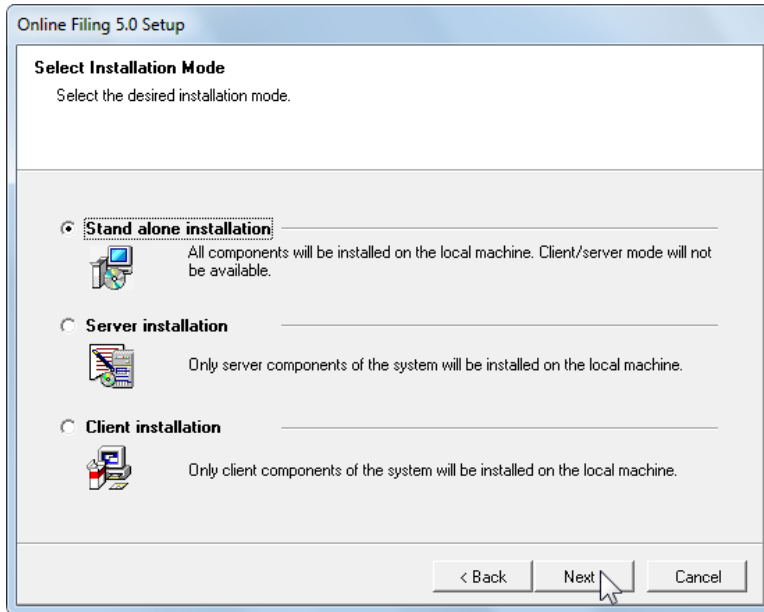 Online Filing 5.0 Setup
Select Installation Mode
Select the desired installation mode.
Stand alone installation
All components will be installed on the local machine. Client/server mode will not
be available.
Server installation
Only server components of the system will be installed on the local machine.
Client installation
Only client components of the system will be installed on the local machine.
< Back Next Cancel